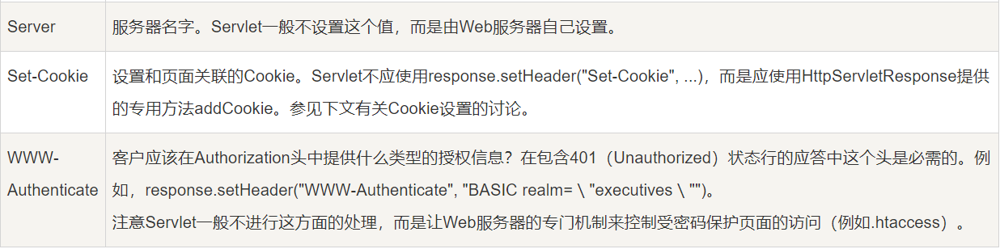 Server
服务器名字。Servlet一般不设置这个值，而是由Web服务器自己设置。
Set-Cookie
设置和页面关联的Cookie。Servlet不应使用response.setHeader("Set-Cookie", ...)，而是应使用HttpServletResponse提供
的专用方法addCookie。参见下文有关Cookie设置的讨论。
WWW-
Authenticate
客户应该在Authorization头中提供什么类型的授权信息？在包含401（Unauthorized）状态行的应答中这个头是必需的。例
如，response.setHeader("WWW-Authenticate", "BASIC realm= \ "executives \ "")。
注意Servlet一般不进行这方面的处理，而是让Web服务器的专门机制来控制受密码保护页面的访问（例如.htaccess）。